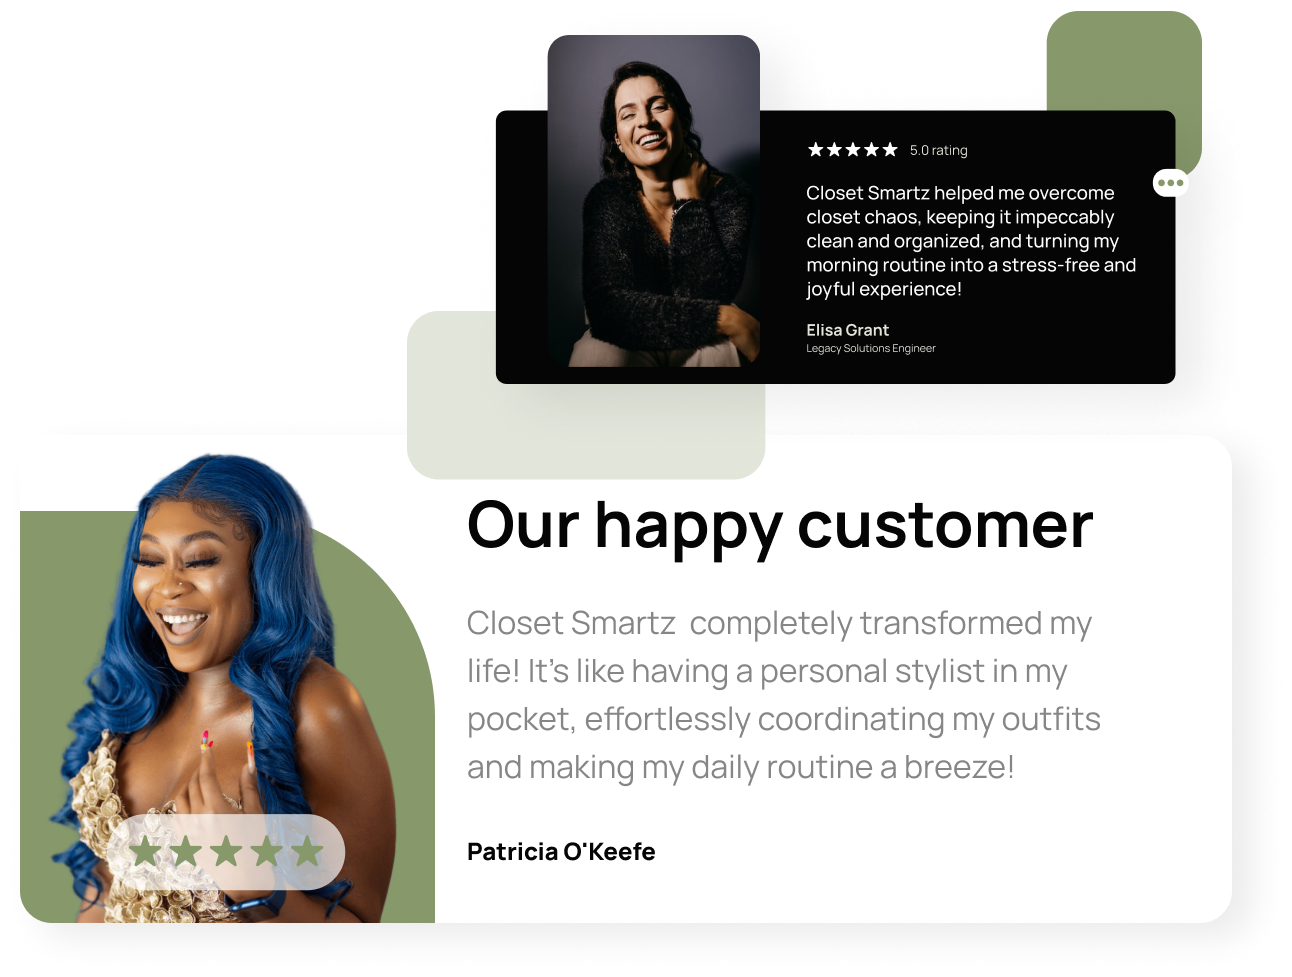 5.0 rating
Closet Smartz helped me overcome
closet chaos, keeping it impeccably
clean and organized, and turning my
morning routine into a stress-free and
joyful experience!
Elisa Grant
Legacy Solutions Engineer
Our happy customer
Closet Smartz  completely transformed my
life! It’s like having a personal stylist in my
pocket, effortlessly coordinating my outfits
and making my daily routine a breeze!
Patricia O'Keefe